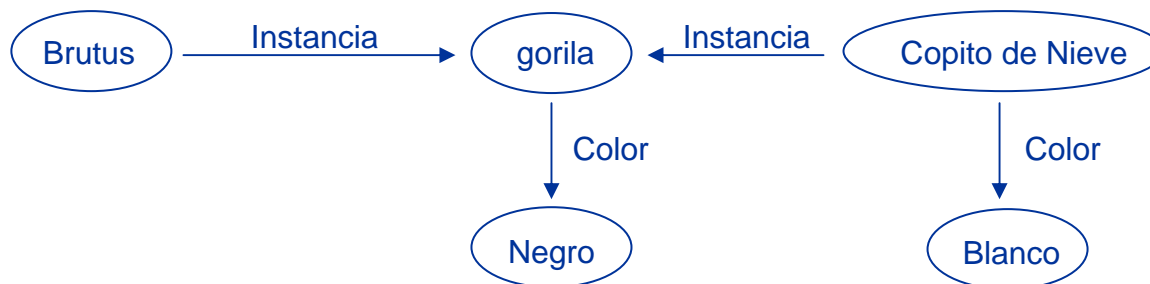 Brutus
Instancia
gorila
Instancia
Copito de Nieve
Color
Color
Negro
Blanco